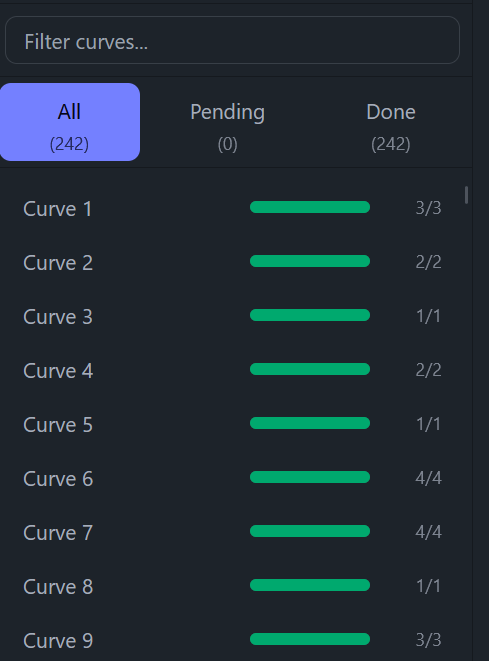 Filter curves...
All Pending Done
(242) (0) (242)
Curve 1 3/3
Curve 2 2/2
Curve 3 1/1
Curve 4 2/2
Curve 5 1/1
Curve 6 4/4
Curve 7 4/4
Curve 8 1/1
Curve 9 3/3